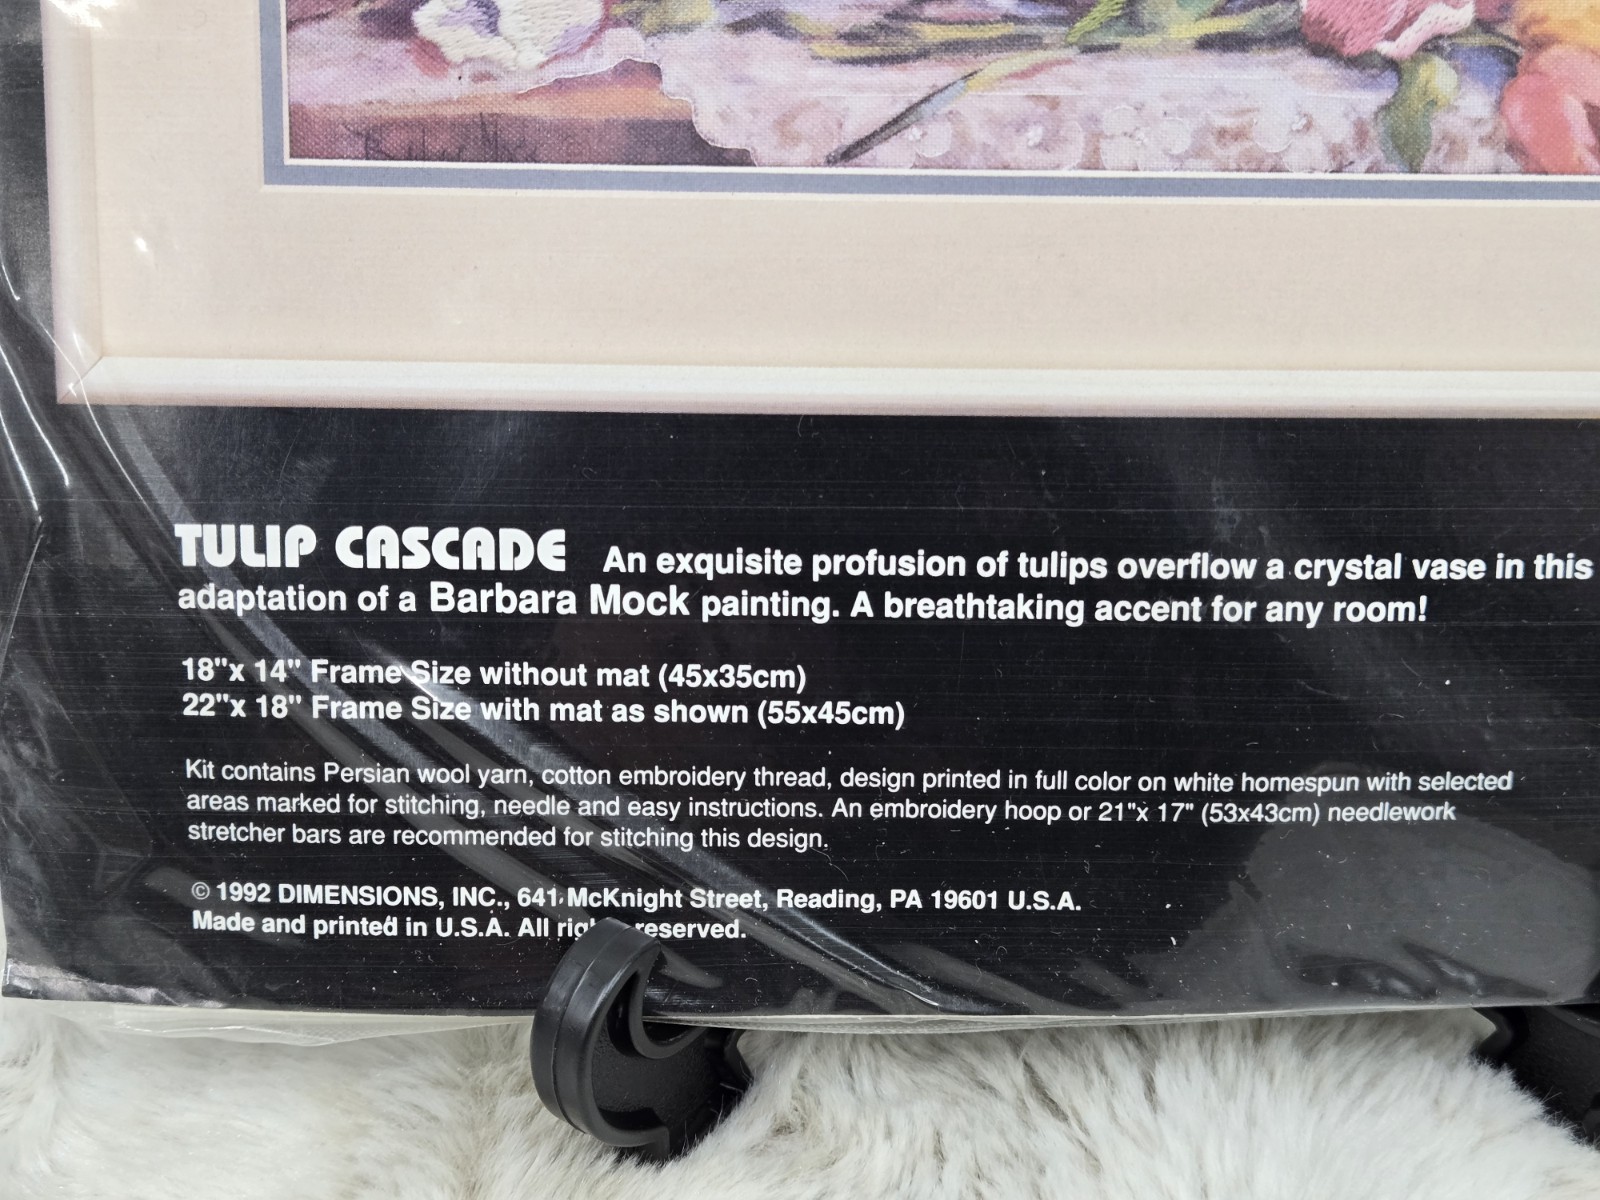 TULIP CASCADE An exquisite profusion of tulips overflow a crystal vase in this
adaptation of a Barbara Mock painting. A breathtaking accent for any room!
18"x 14" Frame Size without mat (45x35cm)
22"x 18" Frame Size with mat as shown (55x45cm)
Kit contains Persian wool yarn, cotton embroidery thread, design printed in full color on white homespun with selected
areas marked for stitching, needle and easy instructions. An embroidery hoop or 21"x 17" (53x43cm) needlework
stretcher bars are recommended for stitching this design.
© 1992 DIMENSIONS, INC., 641 McKnight Street, Reading, PA 19601 U.S.A.
Made and printed in U.S.A. All rights reserved.